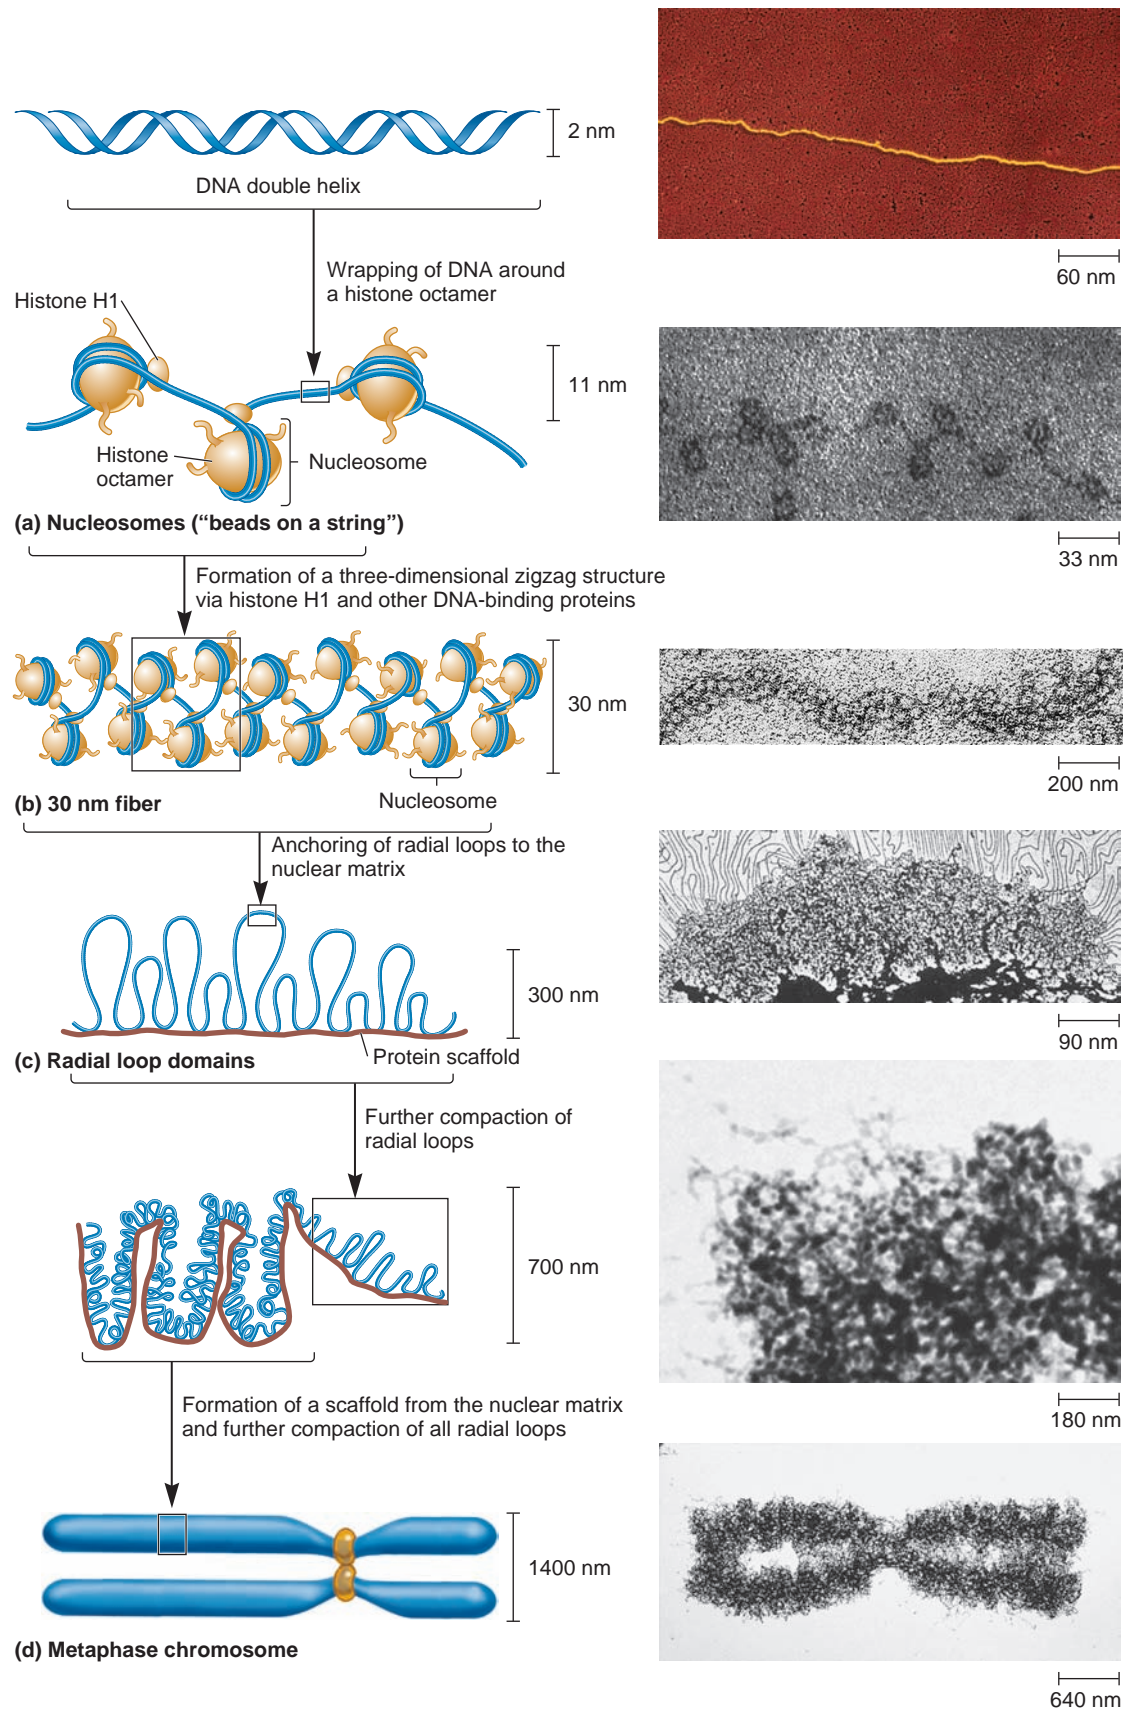 2 nm
DNA double helix
60 nm
Wrapping of DNA around
a histone octamer
Histone H1
11 nm
Histone
octamer
Nucleosome
(a) Nucleosomes (“beads on a string”)
33 nm
Formation of a three-dimensional zigzag structure
via histone H1 and other DNA-binding proteins
30 nm
200 nm
Nucleosome
(b) 30 nm fiber
Anchoring of radial loops to the
nuclear matrix
300 nm
Protein scaffold
(c) Radial loop domains
90 nm
Further compaction of
radial loops
700 nm
180 nm
Formation of a scaffold from the nuclear matrix
and further compaction of all radial loops
1400 nm
(d) Metaphase chromosome
640 nm